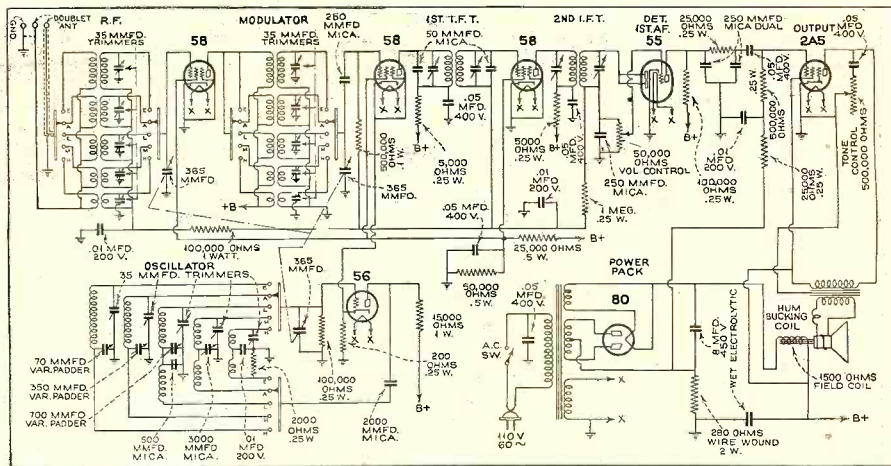 GND.
DOUBLET
ANT.
R.F.
35 MMFD.
TRIMMERS
58
MODULATOR
35 MMFD.
TRIMMERS
250
MMFD
MICA.
58
1ST. I.F.T.
50 MMFD.
MICA.
58
2ND I.F.T.
DET.
1ST.A.F.
55
25,000
OHMS
.25 W.
250 MMFD
MICA DUAL
OUTPUT
2A5
.05
MFD.
400 V.
X X
X X
X X
X X
X X
365
MMFD.
500,000
OHMS
.1 W.
.05
MFD.
400 V.
B+
5,000
OHMS
.25 W.
B+
5000
OHMS
.25 W.
.05
MFD.
400 V.
50,000
OHMS
VOL CONTROL
250 MMFD.
MICA.
B+
.01
MFD
200 V.
100,000
OHMS
.25 W.
.05
MFD.
400 V.
.25 W.
500,000
OHMS
25,000
OHMS
.25 W.
TONE
CONTROL
500,000 OHMS
+B
365
MMFD.
.01
MFD.
200 V.
1 MEG.
.25 W.
.01 MFD.
200 V.
100,000 OHMS
1 WATT.
.05 MFD.
400 V.
25,000 OHMS
.5 W.
B+
50,000
OHMS
.5W.
OSCILLATOR
35 MMFD. TRIMMERS
365
MMFD.
56
X X
15,000
OHMS
1 W.
B+
200
OHMS
.25 W.
POWER
PACK
.05
MFD.
400 V.
80
A.C.
SW.
110 V
60~
X
X
8 MFD.
450 V
WET ELECTROLYTIC
HUM
BUCKING
COIL
1500 OHMS
FIELD COIL
B+
280 OHMS
WIRE WOUND
2 W.
70 MMFD
VAR. PADDER
350 MMFD
VAR. PADDER
700 MMFD
VAR. PADDER
500
MMFD.
MICA.
3000
MMFD
MICA.
.01
MFD
200 V.
2000
OHMS
.25 W.
100,000
OHMS
.25 W.
2000
MMFD.
MICA.